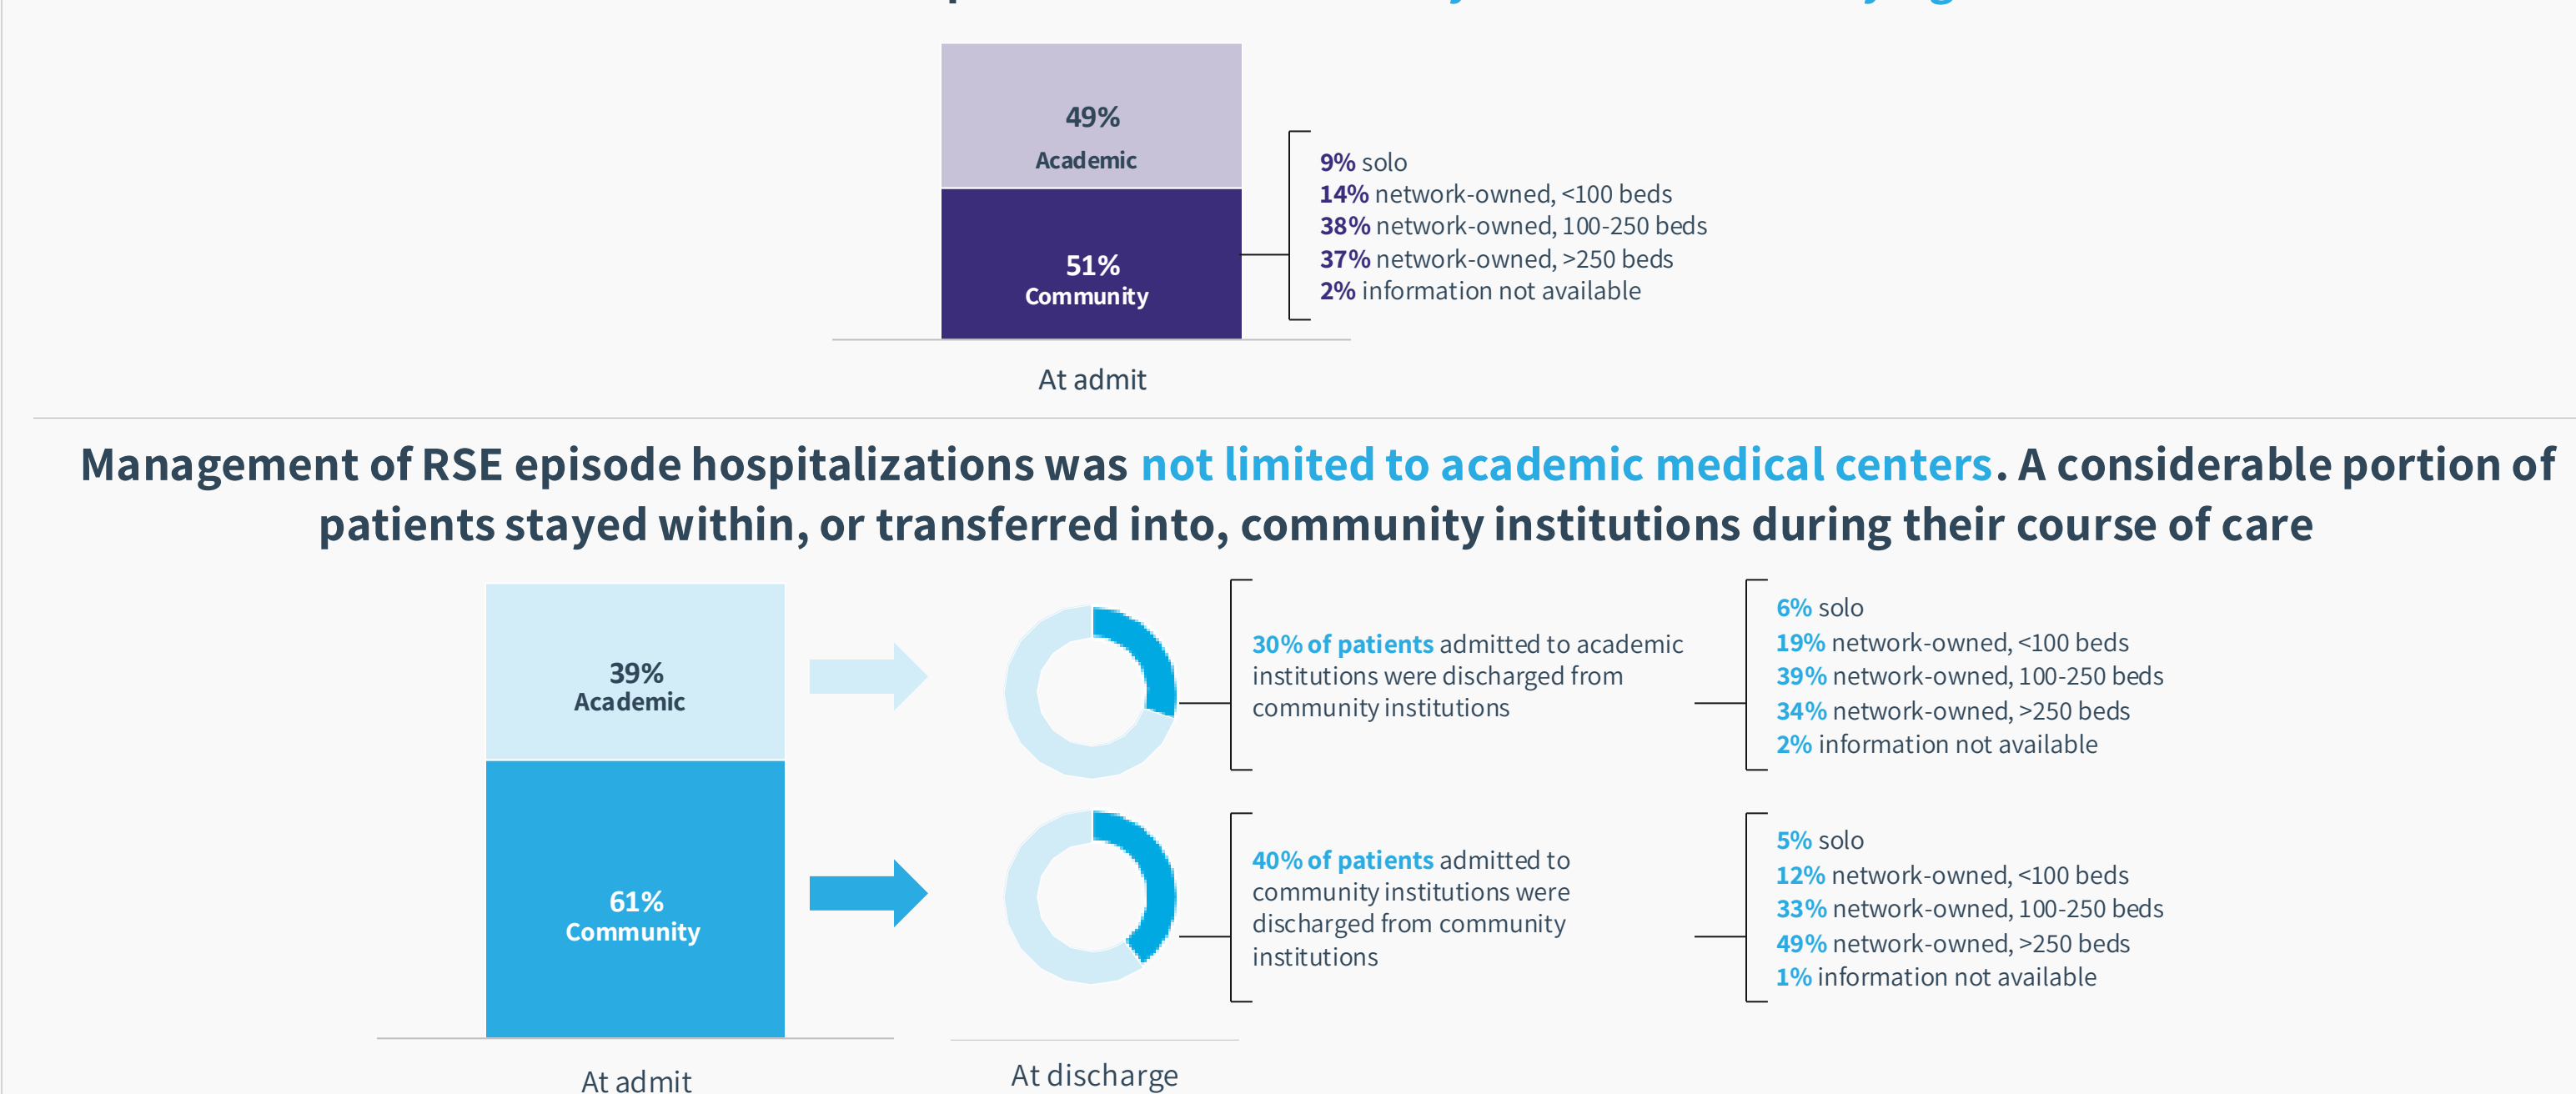 49%
Academic
51%
Community
9% solo
14% network-owned, <100 beds
38% network-owned, 100-250 beds
37% network-owned, >250 beds
2% information not available
At admit
Management of RSE episode hospitalizations was not limited to academic medical centers. A considerable portion of
patients stayed within, or transferred into, community institutions during their course of care
39%
Academic
61%
Community
At admit
30% of patients admitted to academic
institutions were discharged from
community institutions
6% solo
19% network-owned, <100 beds
39% network-owned, 100-250 beds
34% network-owned, >250 beds
2% information not available
40% of patients admitted to
community institutions were
discharged from community
institutions
5% solo
12% network-owned, <100 beds
33% network-owned, 100-250 beds
49% network-owned, >250 beds
1% information not available
At discharge